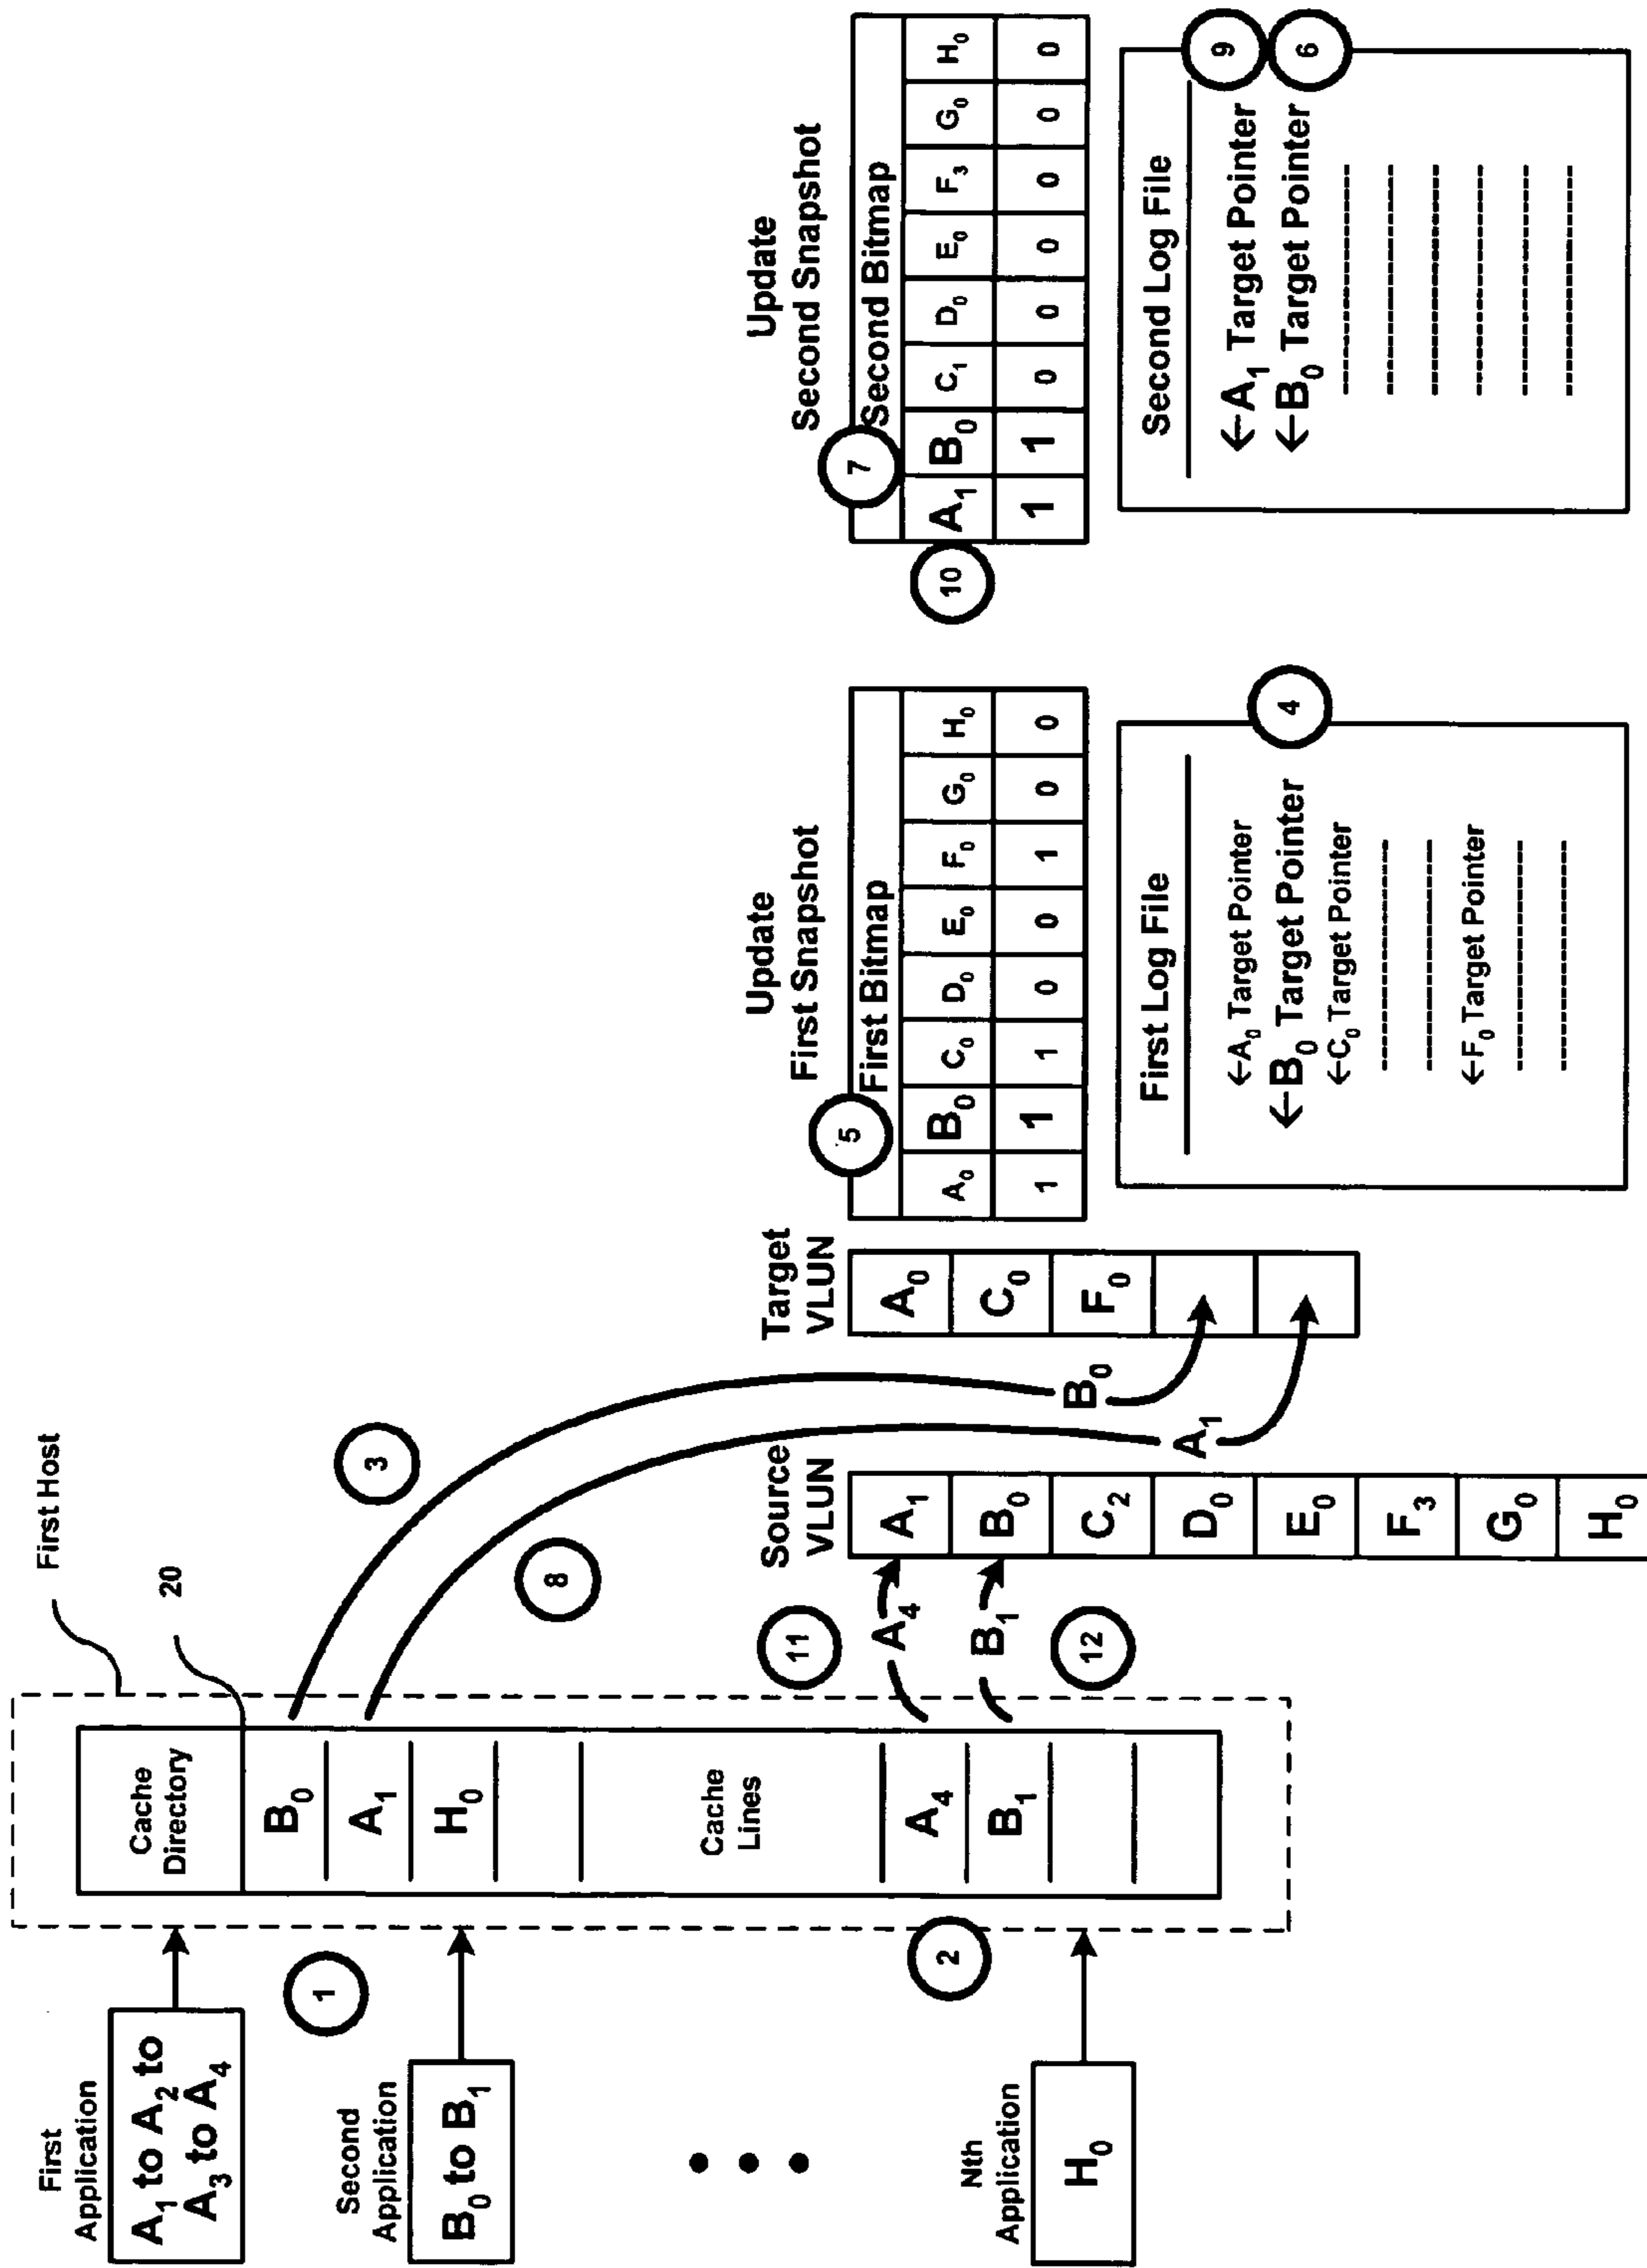 First
Application
A₁ to A₂ to
A₃ to A₄
Second
Application
B₀ to B₁
Nth
Application
H₀
1
2
First Host
20
Cache
Directory
B₀
A₁
H₀
Cache
Lines
A₄
B₁
3
8
11
A₄
B₁
12
Source
VLUN
A₁
B₀
C₂
D₀
E₀
F₃
G₀
H₀
B₀
A₁
Target
VLUN
A₀
C₀
F₀
Update
First Snapshot
5
First Bitmap
A₀ B₀ C₀ D₀ E₀ F₀ G₀ H₀
1 1 1 0 0 1 0 0
First Log File
←A₀ Target Pointer
←B₀ Target Pointer
4
←C₀ Target Pointer
←F₀ Target Pointer
Update
Second Snapshot
7
Second Bitmap
10
A₁ B₀ C₁ D₀ E₀ F₃ G₀ H₀
1 1 0 0 0 0 0 0
Second Log File
←A₁ Target Pointer
9
←B₀ Target Pointer
6